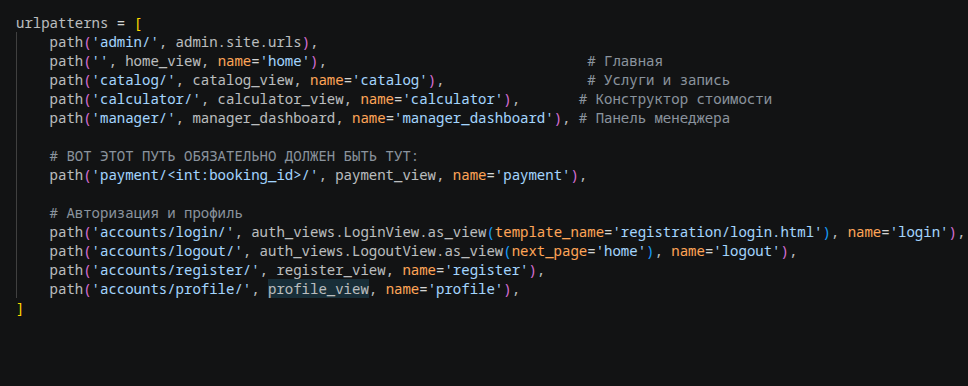 urlpatterns = [
    path('admin/', admin.site.urls),
    path('', home_view, name='home'),                               # Главная
    path('catalog/', catalog_view, name='catalog'),                 # Услуги и запись
    path('calculator/', calculator_view, name='calculator'),       # Конструктор стоимости
    path('manager/', manager_dashboard, name='manager_dashboard'), # Панель менеджера

    # ВОТ ЭТОТ ПУТЬ ОБЯЗАТЕЛЬНО ДОЛЖЕН БЫТЬ ТУТ:
    path('payment/<int:booking_id>/', payment_view, name='payment'),

    # Авторизация и профиль
    path('accounts/login/', auth_views.LoginView.as_view(template_name='registration/login.html'), name='login'),
    path('accounts/logout/', auth_views.LogoutView.as_view(next_page='home'), name='logout'),
    path('accounts/register/', register_view, name='register'),
    path('accounts/profile/', profile_view, name='profile'),
]